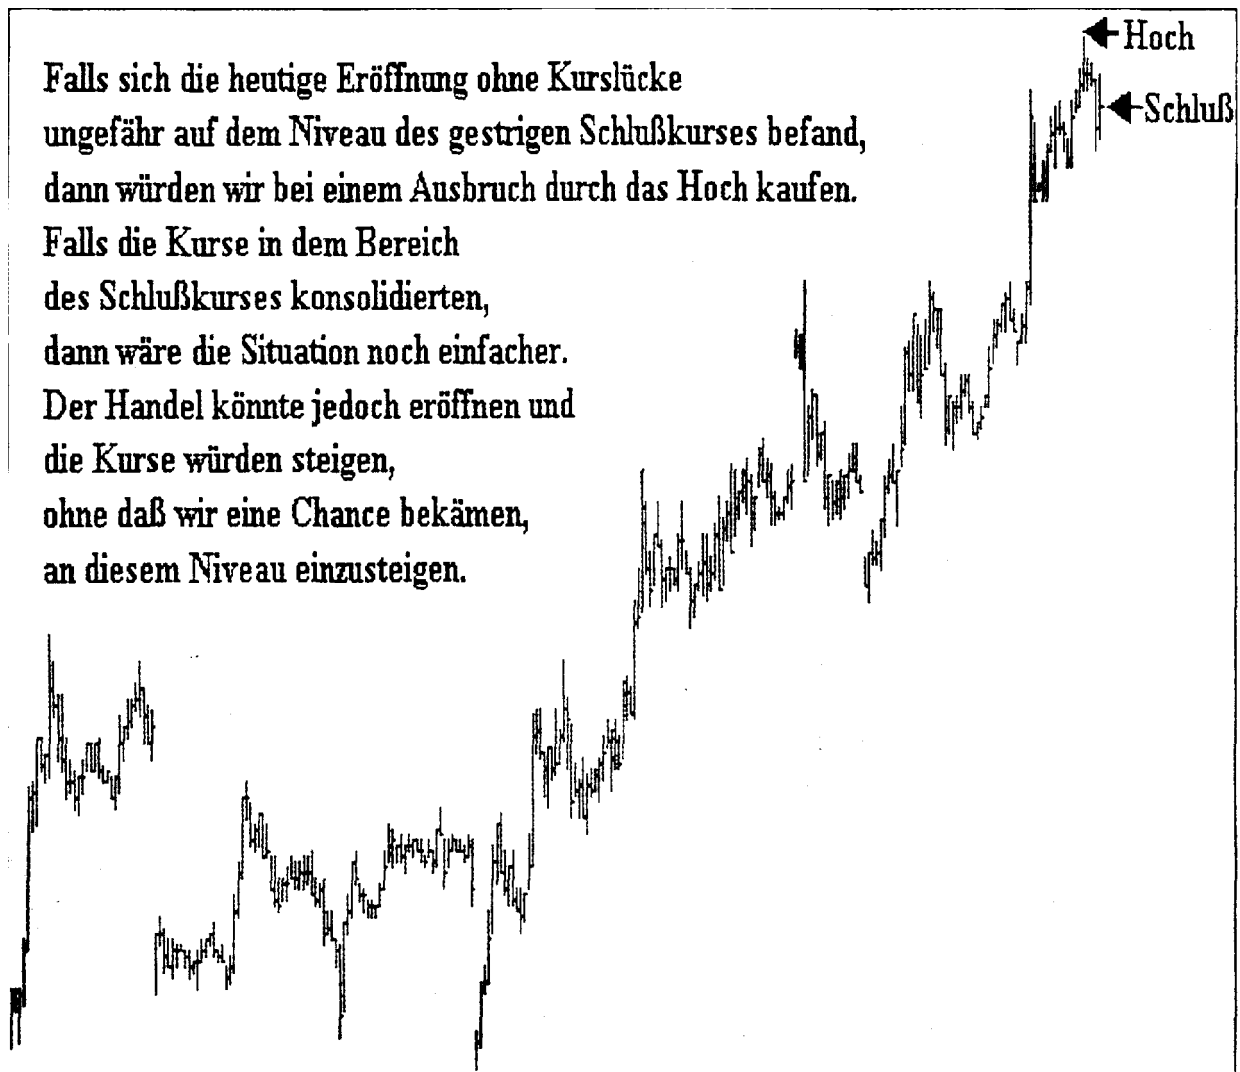 Hoch
Schluß
Falls sich die heutige Eröffnung ohne Kurslücke
ungefähr auf dem Niveau des gestrigen Schlußkurses befand,
dann würden wir bei einem Ausbruch durch das Hoch kaufen.
Falls die Kurse in dem Bereich
des Schlußkurses konsolidierten,
dann wäre die Situation noch einfacher.
Der Handel könnte jedoch eröffnen und
die Kurse würden steigen,
ohne daß wir eine Chance bekämen,
an diesem Niveau einzusteigen.